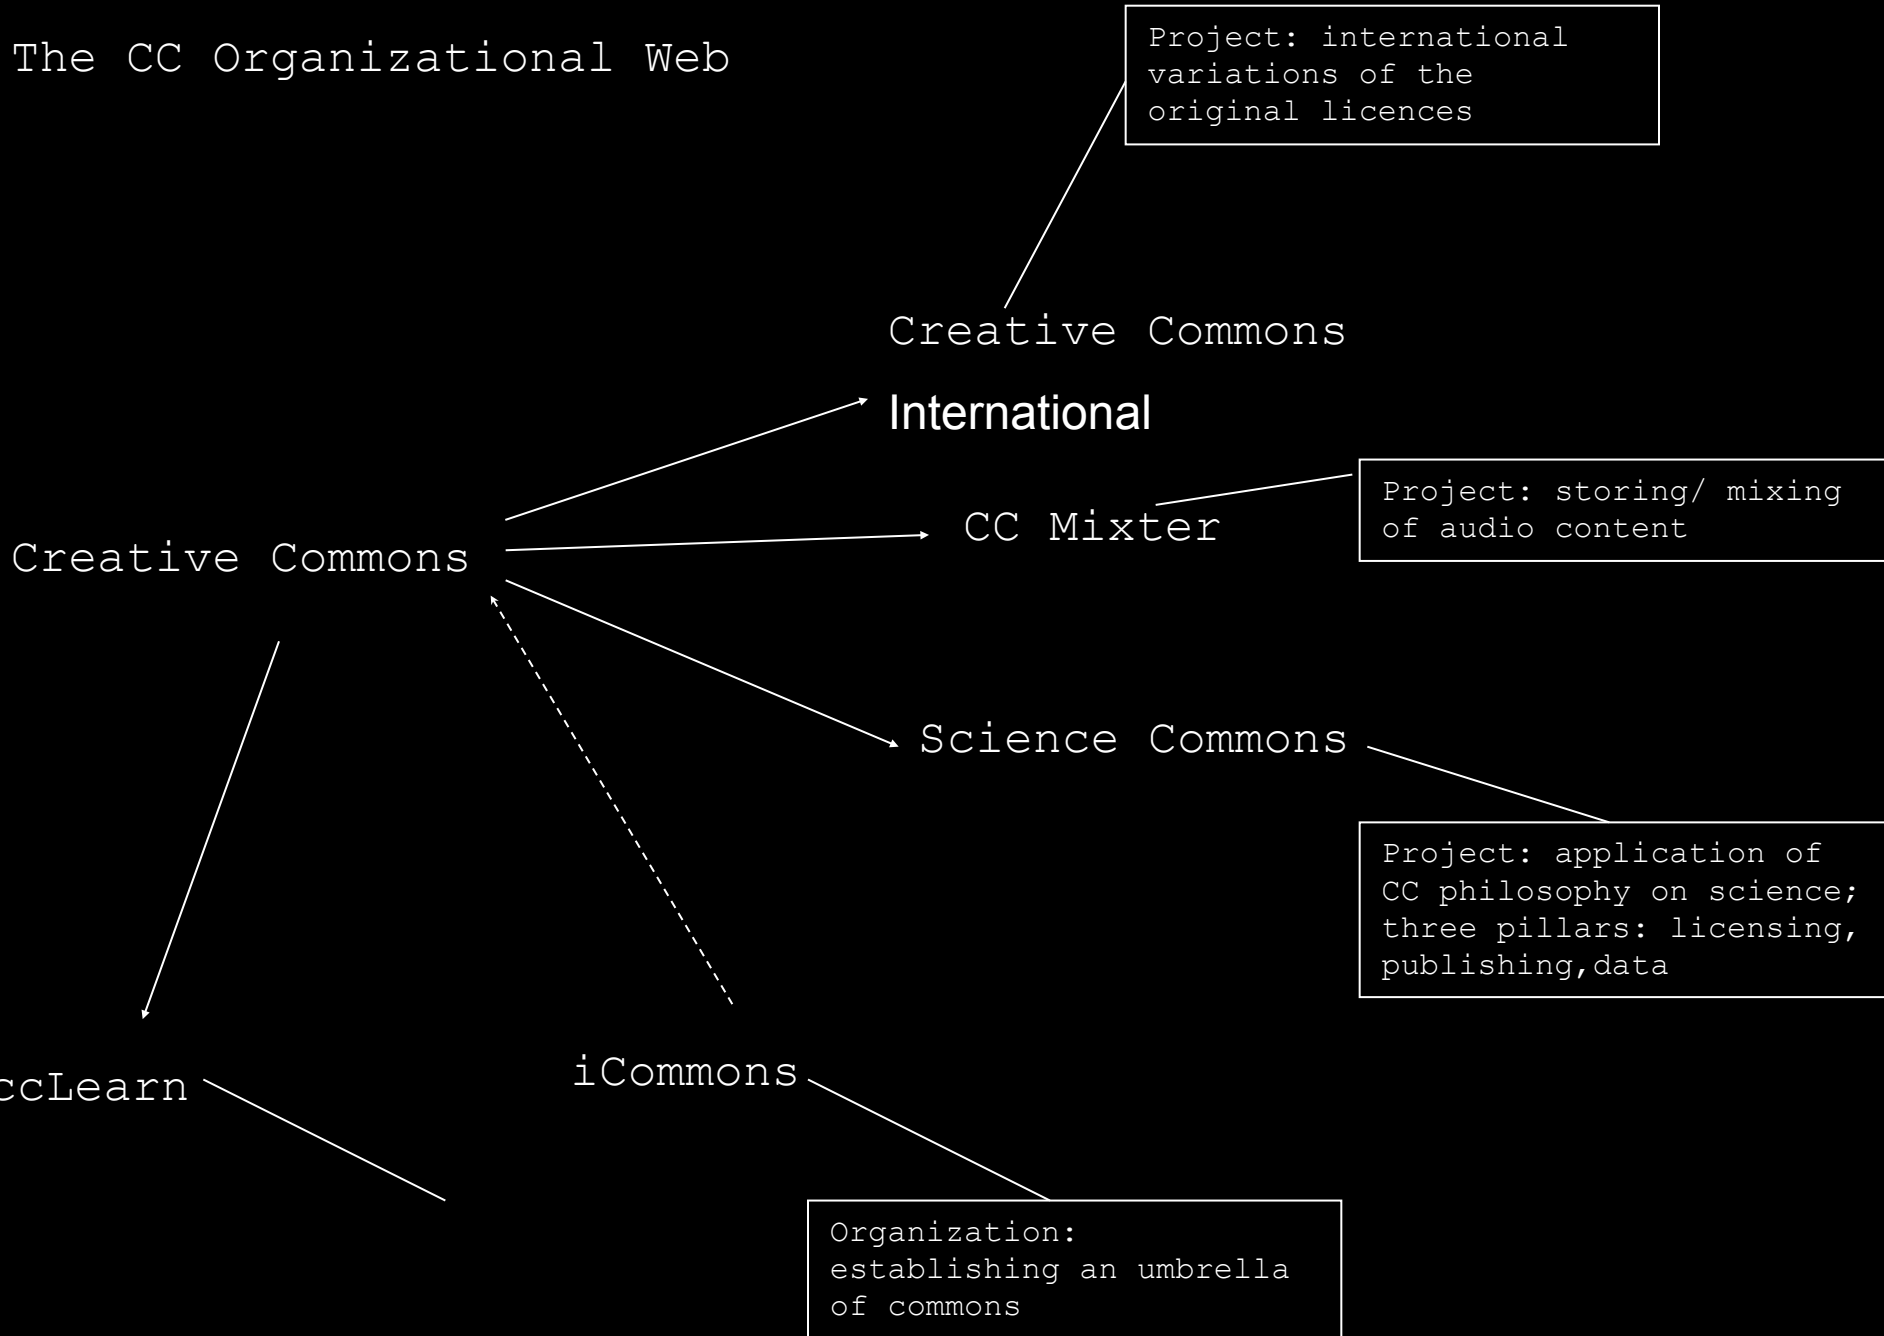 The CC Organizational Web
Project: international
variations of the
original licences
Creative Commons
International
Project: storing/ mixing
of audio content
CC Mixter
Creative Commons
Science Commons
Project: application of
CC philosophy on science;
three pillars: licensing,
publishing,data
iCommons
ccLearn
Organization:
establishing an umbrella
of commons